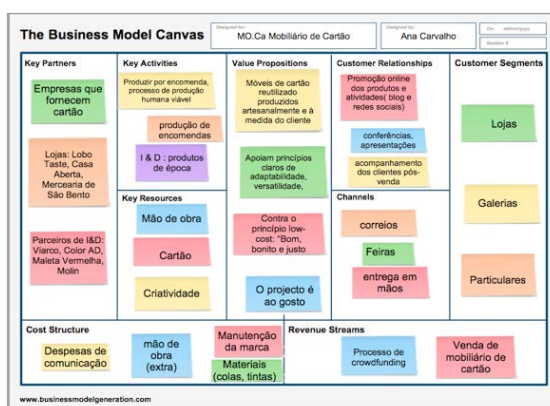 The Business Model Canvas
Designed for:
MO.Ca Mobiliário de Cartão
Designed by:
Ana Carvalho
On:
Iteration #
Key Partners
Empresas que
fornecem
cartão
Lojas: Lobo
Taste, Casa
Aberta,
Mercearia de
São Bento
Parceiros de I&D:
Viarco, Color AD,
Maleta Vermelha,
Molin
Key Activities
Produzir por encomenda,
processo de produção
humana viável
produção de
encomendas
I & D : produtos
de época
Key Resources
Mão de obra
Cartão
Criatividade
Value Propositions
Móveis de cartão
reutilizado
produzidos
artesanalmente e à
medida do cliente
Apoiam princípios
claros de
adaptabilidade,
versatilidade,
Contra o
princípio low-
cost: "Bom,
bonito e justo
O projecto é
ao gosto
Customer Relationships
Promoção online
dos produtos e
atividades( blog e
redes sociais)
conferências,
apresentações
acompanhamento
dos clientes pós-
venda
Channels
correios
Feiras
entrega em
mãos
Customer Segments
Lojas
Galerias
Particulares
Cost Structure
Despesas de
comunicação
mão de
obra
(extra)
Manutenção
da marca
Materiais
(colas, tintas)
Revenue Streams
Processo de
crowdfunding
Venda de
mobiliário de
cartão
www.businessmodelgeneration.com